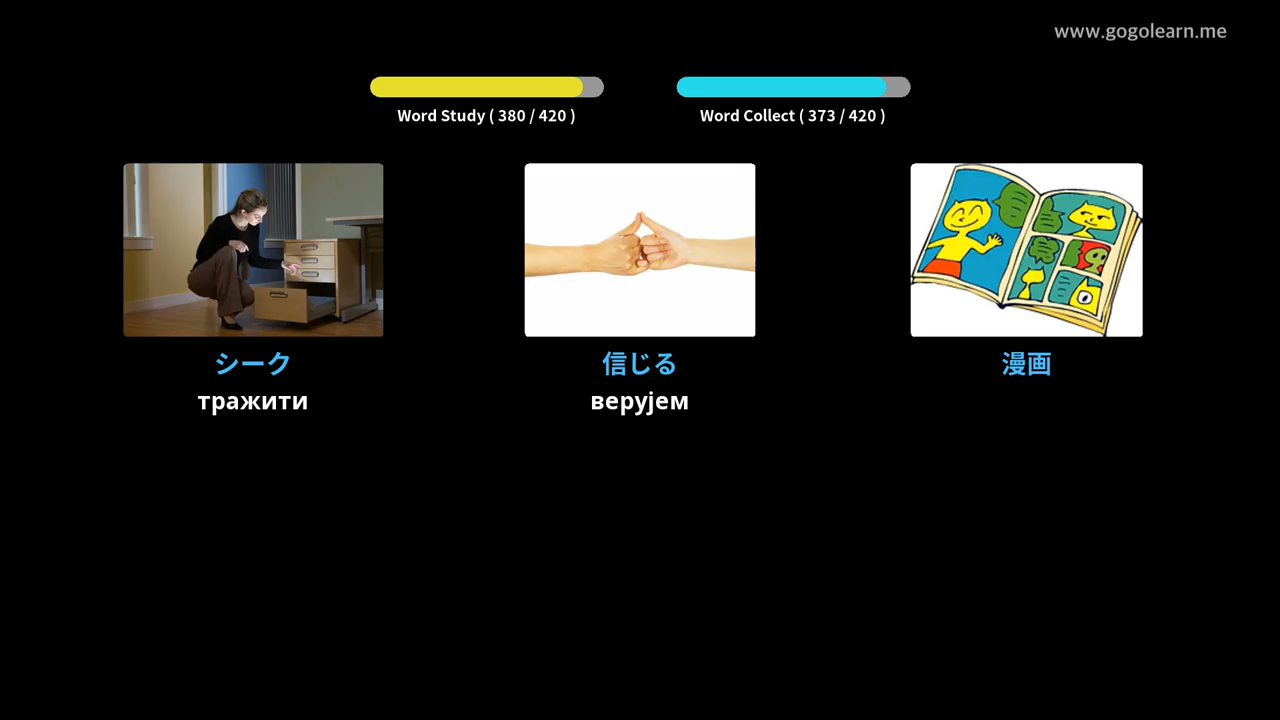 www.gogolearn.me
Word Study ( 380 / 420 )
Word Collect ( 373 / 420 )
シーク
信じる
漫画
тражити
верујем